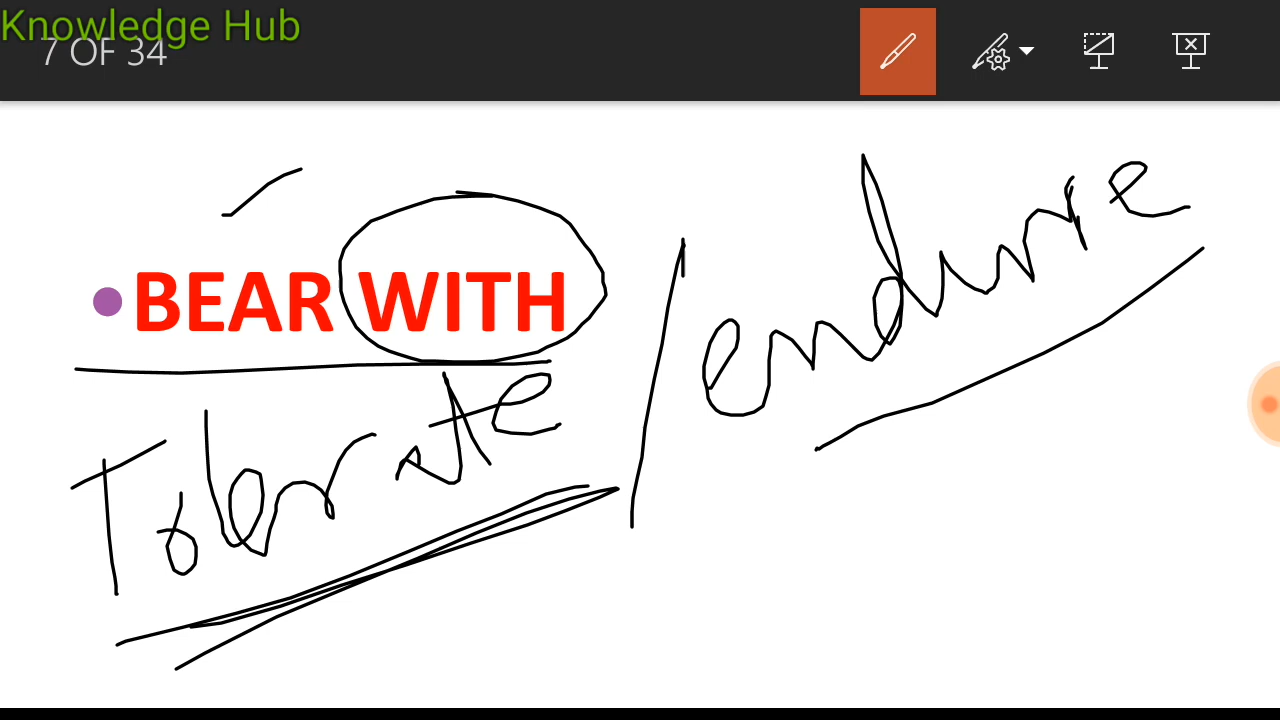 Knowledge Hub
7 OF 34
•BEAR WITH
Tolerate / endure